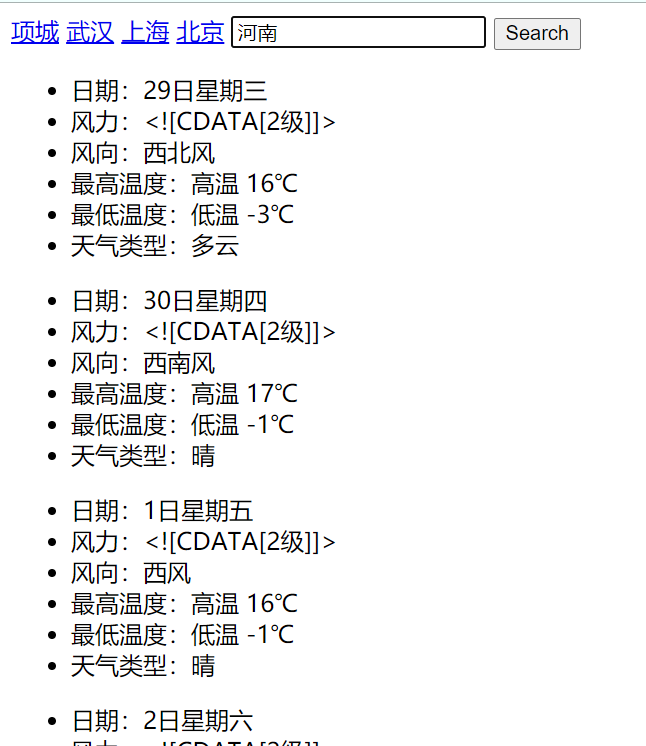 项城 武汉 上海 北京 河南 Search
日期：29日星期三
风力：<![CDATA[2级]]>
风向：西北风
最高温度：高温 16℃
最低温度：低温 -3℃
天气类型：多云
日期：30日星期四
风力：<![CDATA[2级]]>
风向：西南风
最高温度：高温 17℃
最低温度：低温 -1℃
天气类型：晴
日期：1日星期五
风力：<![CDATA[2级]]>
风向：西风
最高温度：高温 16℃
最低温度：低温 -1℃
天气类型：晴
日期：2日星期六
风力：<![CDATA[2级]]>